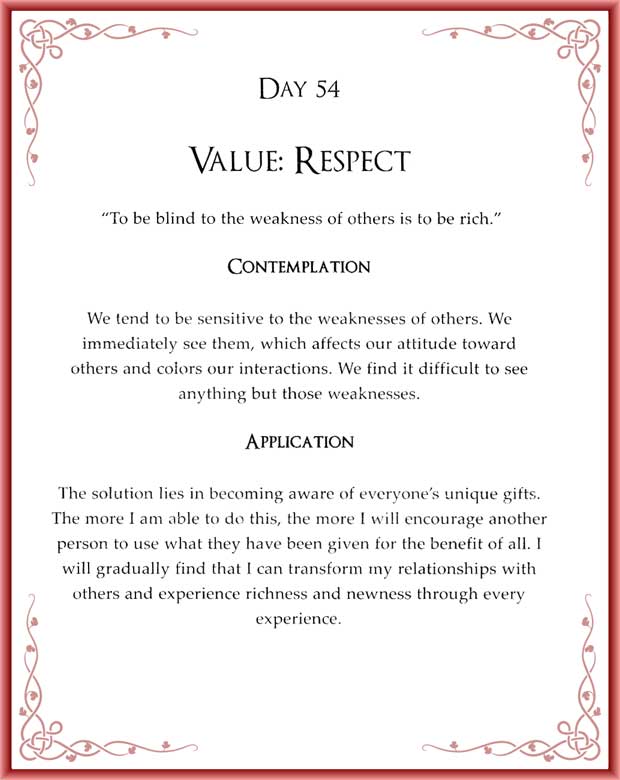 Day 54
Value: Respect
“To be blind to the weakness of others is to be rich.”
Contemplation
We tend to be sensitive to the weaknesses of others. We
immediately see them, which affects our attitude toward
others and colors our interactions. We find it difficult to see
anything but those weaknesses.
Application
The solution lies in becoming aware of everyone’s unique gifts.
The more I am able to do this, the more I will encourage another
person to use what they have been given for the benefit of all. I
will gradually find that I can transform my relationships with
others and experience richness and newness through every
experience.